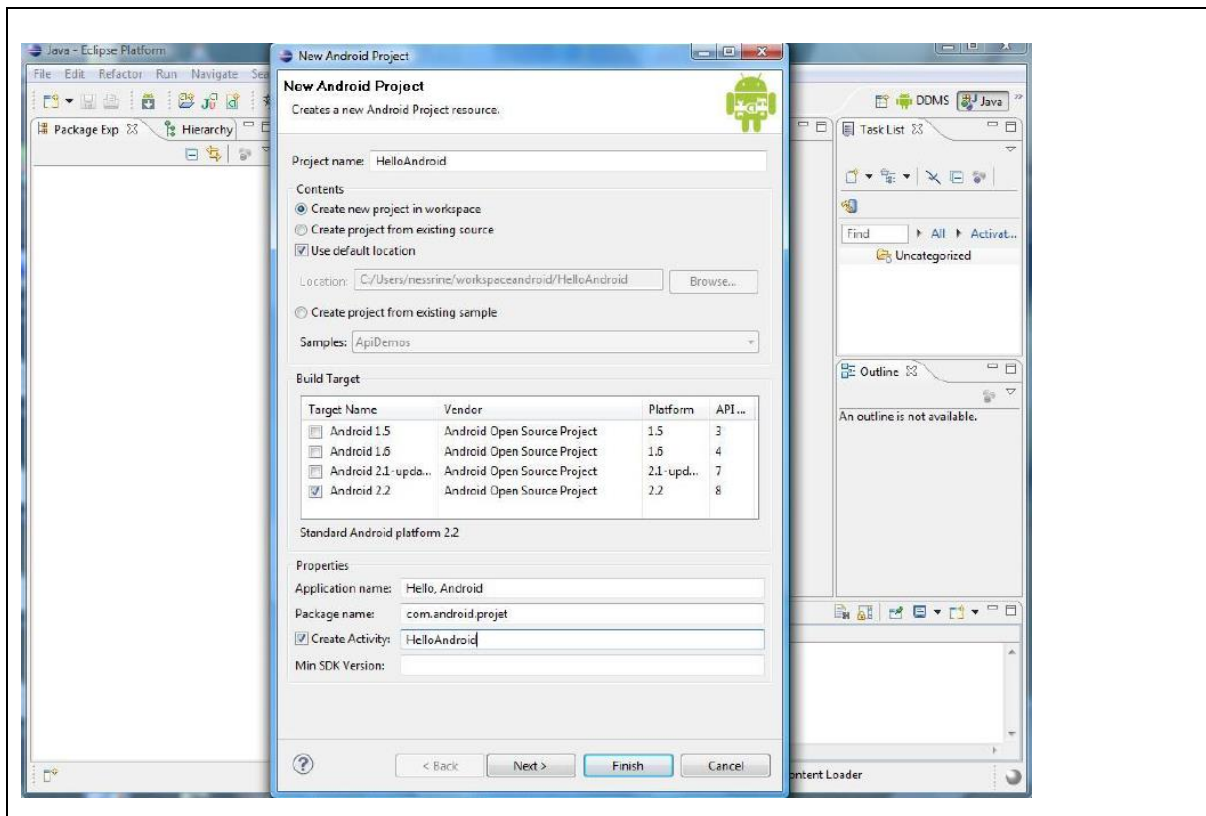 Java - Eclipse Platform
File Edit Refactor Run Navigate Sea
DDMS Java
Package Exp Hierarchy
New Android Project
New Android Project
Creates a new Android Project resource.
Project name: HelloAndroid
Contents
Create new project in workspace
Create project from existing source
Use default location
Location: C:/Users/nessrine/workspaceandroid/HelloAndroid Browse...
Create project from existing sample
Samples: ApiDemos
Build Target
Target Name Vendor Platform API ...
Android 1.5 Android Open Source Project 1.5 3
Android 1.6 Android Open Source Project 1.6 4
Android 2.1-upda... Android Open Source Project 2.1-upd... 7
Android 2.2 Android Open Source Project 2.2 8
Standard Android platform 2.2
Properties
Application name: Hello, Android
Package name: com.android.projet
Create Activity: HelloAndroid
Min SDK Version:
< Back Next > Finish Cancel
Task List
Find All Activat...
Uncategorized
Outline
An outline is not available.
ontent Loader